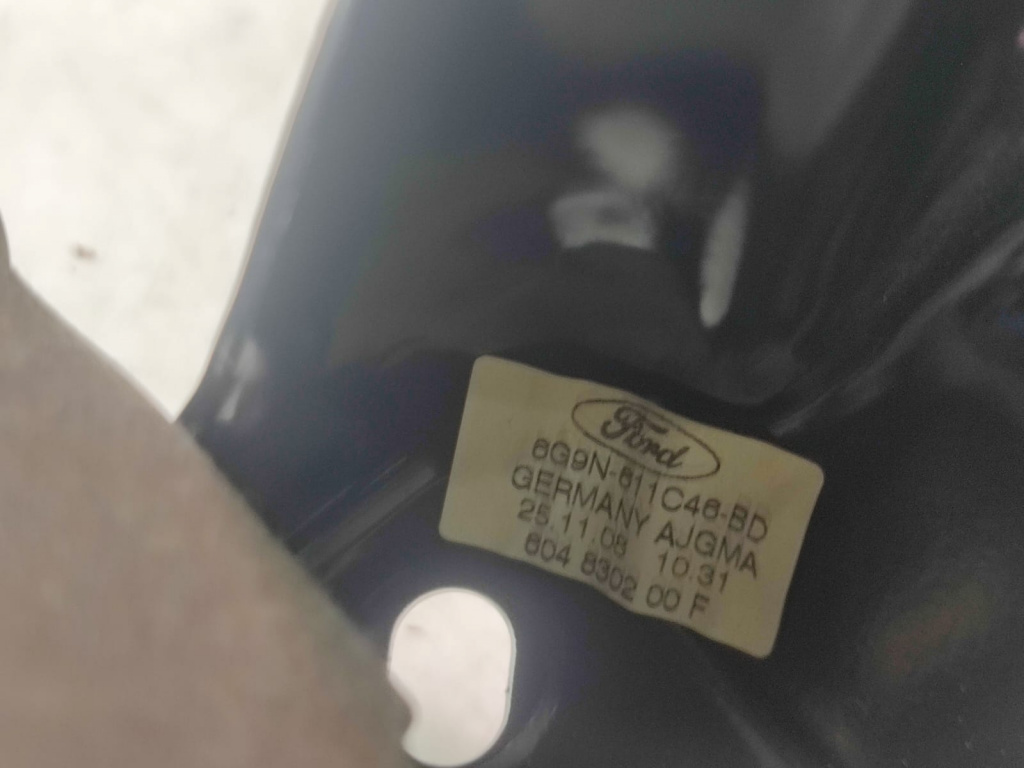 Ford
6G9N-611C46-BD
GERMANY AJGMA
25.11.08 10.31
604 8302 00 F